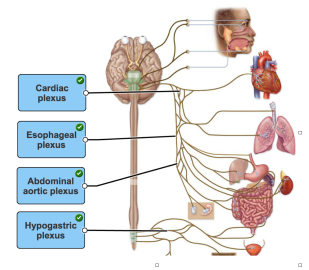 Cardiac
plexus
Esophageal
plexus
Abdominal
aortic plexus
Hypogastric
plexus